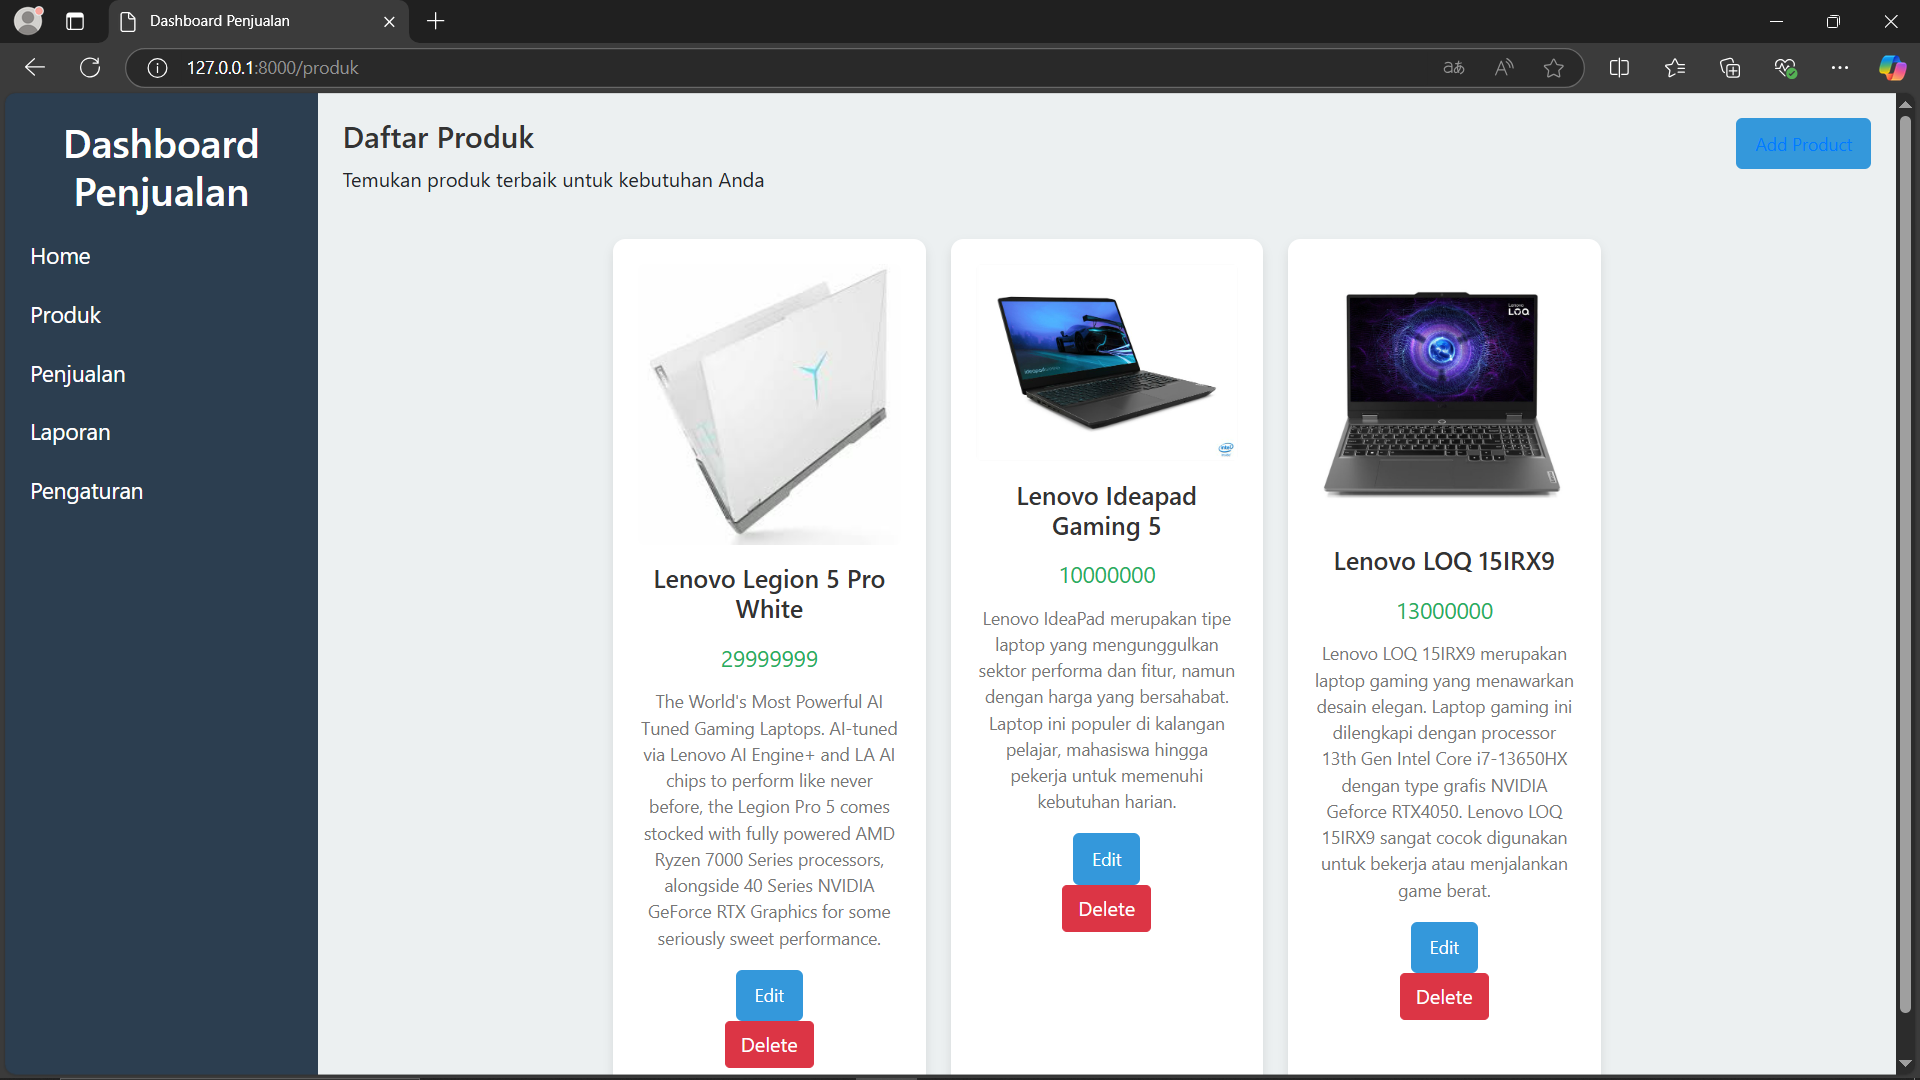 Dashboard Penjualan
127.0.0.1:8000/produk
Dashboard
Penjualan
Home
Produk
Penjualan
Laporan
Pengaturan
Daftar Produk
Temukan produk terbaik untuk kebutuhan Anda
Add Product
Lenovo Legion 5 Pro
White
29999999
The World's Most Powerful AI
Tuned Gaming Laptops. AI-tuned
via Lenovo AI Engine+ and LA AI
chips to perform like never
before, the Legion Pro 5 comes
stocked with fully powered AMD
Ryzen 7000 Series processors,
alongside 40 Series NVIDIA
GeForce RTX Graphics for some
seriously sweet performance.
Edit
Delete
intel
Lenovo Ideapad
Gaming 5
10000000
Lenovo IdeaPad merupakan tipe
laptop yang mengunggulkan
sektor performa dan fitur, namun
dengan harga yang bersahabat.
Laptop ini populer di kalangan
pelajar, mahasiswa hingga
pekerja untuk memenuhi
kebutuhan harian.
Edit
Delete
Lenovo
LOQ
Lenovo LOQ 15IRX9
13000000
Lenovo LOQ 15IRX9 merupakan
laptop gaming yang menawarkan
desain elegan. Laptop gaming ini
dilengkapi dengan processor
13th Gen Intel Core i7-13650HX
dengan type grafis NVIDIA
Geforce RTX4050. Lenovo LOQ
15IRX9 sangat cocok digunakan
untuk bekerja atau menjalankan
game berat.
Edit
Delete